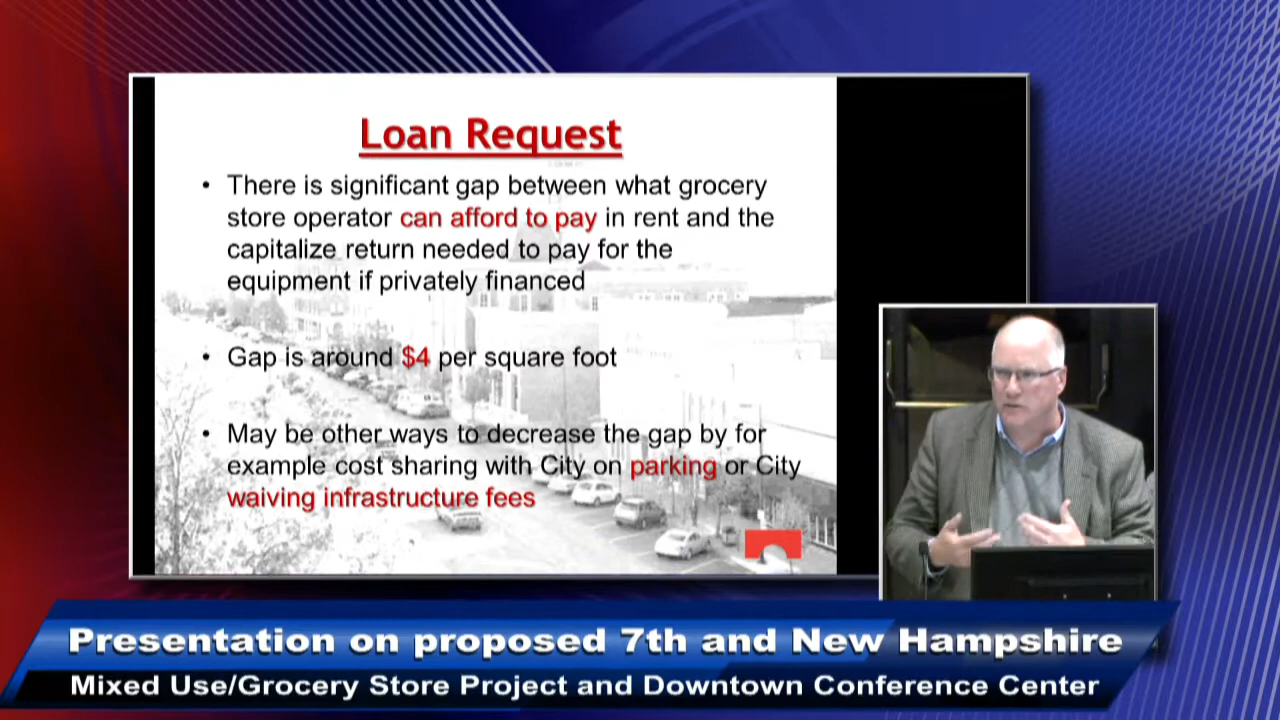 Loan Request
• There is significant gap between what grocery
store operator can afford to pay in rent and the
capitalize return needed to pay for the
equipment if privately financed
• Gap is around $4 per square foot
• May be other ways to decrease the gap by for
example cost sharing with City on parking or City
waiving infrastructure fees
Presentation on proposed 7th and New Hampshire
Mixed Use/Grocery Store Project and Downtown Conference Center